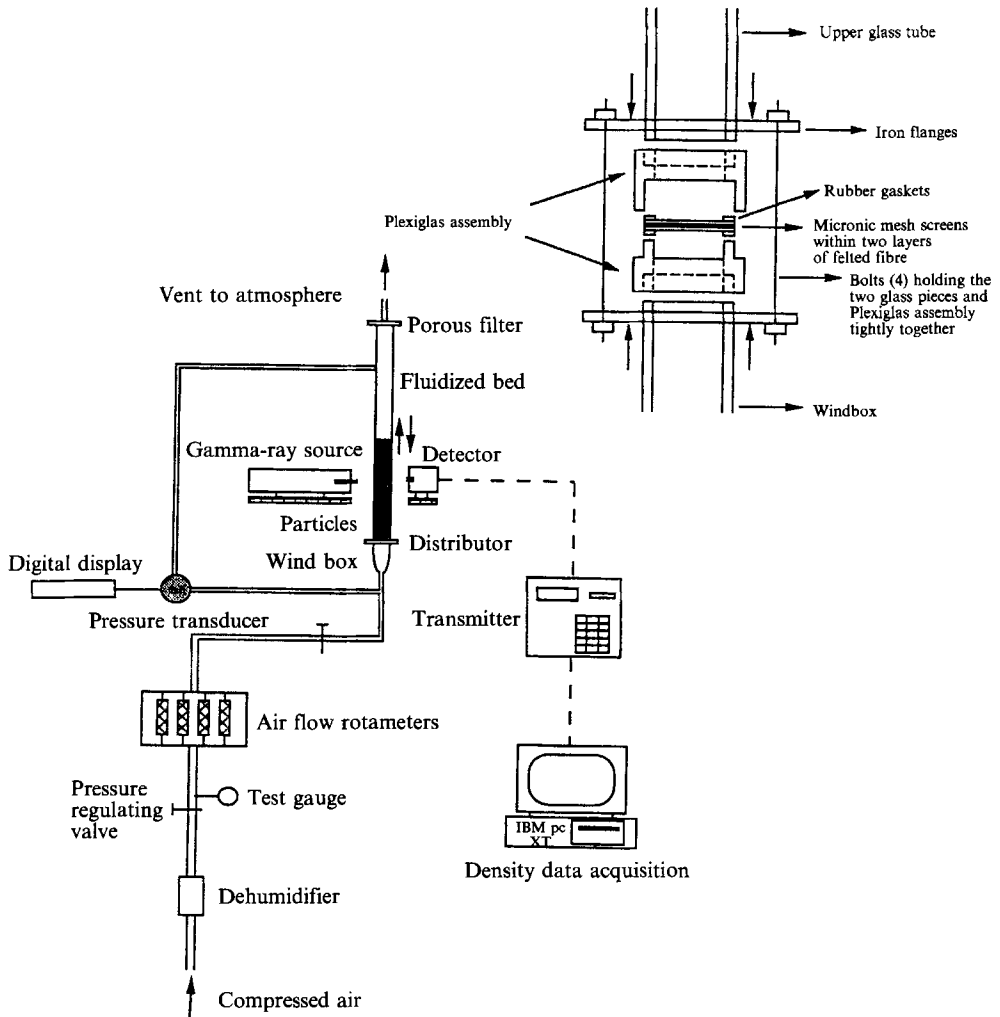 Upper glass tube
Iron flanges
Rubber gaskets
Plexiglas assembly
Micronic mesh screens
within two layers
of felted fibre
Bolts (4) holding the
two glass pieces and
Plexiglas assembly
tightly together
Windbox
Vent to atmosphere
Porous filter
Fluidized bed
Gamma-ray source
Detector
Particles
Distributor
Wind box
Digital display
Pressure transducer
Transmitter
Air flow rotameters
Pressure
regulating
valve
Test gauge
IBM pc
XT
Density data acquisition
Dehumidifier
Compressed air